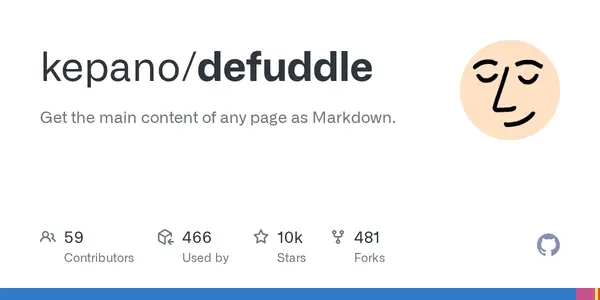 kepano/defuddle
Get the main content of any page as Markdown.
59
Contributors
466
Used by
10k
Stars
481
Forks